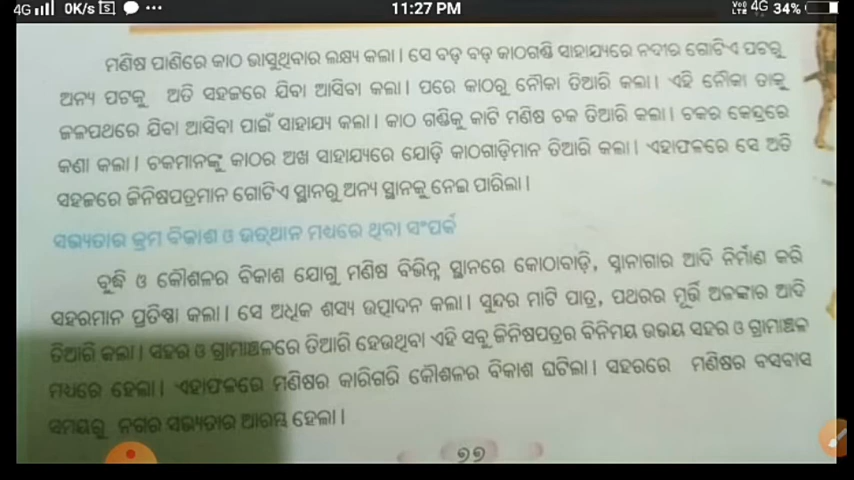 4G 0K/s S 11:27 PM VoD LTE 4G 34%
ମଣିଷ ପାଣିରେ କାଠ ଭାସୁଥିବାର ଲକ୍ଷ୍ୟ କଲା । ସେ ବଡ଼ ବଡ଼ କାଠଗଣ୍ଡି ସାହାଯ୍ୟରେ ନଦୀର ଗୋଟିଏ ପଟରୁ
ଅନ୍ୟ ପଟକୁ ଅତି ସହଜରେ ଯିବା ଆସିବା କଲା । ପରେ କାଠରୁ ନୌକା ତିଆରି କଲା । ଏହି ନୌକା ତାକୁ
ଜଳପଥରେ ଯିବା ଆସିବା ପାଇଁ ସାହାଯ୍ୟ କଲା । କାଠ ଗଣ୍ଡିକୁ କାଟି ମଣିଷ ଚକ ତିଆରି କଲା । ଚକର କେନ୍ଦ୍ରରେ
କଣା କଲା । ଚକମାନଙ୍କୁ କାଠର ଅଖ ସାହାଯ୍ୟରେ ଯୋଡ଼ି କାଠଗାଡ଼ିମାନ ତିଆରି କଲା । ଏହାଫଳରେ ସେ ଅତି
ସହଜରେ ଜିନିଷପତ୍ରମାନ ଗୋଟିଏ ସ୍ଥାନରୁ ଅନ୍ୟ ସ୍ଥାନକୁ ନେଇ ପାରିଲା ।
ସଭ୍ୟତାର କ୍ରମ ବିକାଶ ଓ ଉତ୍‌ଥାନ ମଧ୍ୟରେ ଥିବା ସଂପର୍କ
ବୁଦ୍ଧି ଓ କୌଶଳର ବିକାଶ ଯୋଗୁ ମଣିଷ ବିଭିନ୍ନ ସ୍ଥାନରେ କୋଠାବାଡ଼ି, ସ୍ନାନାଗାର ଆଦି ନିର୍ମାଣ କରି
ସହରମାନ ପ୍ରତିଷ୍ଠା କଲା । ସେ ଅଧିକ ଶସ୍ୟ ଉତ୍ପାଦନ କଲା । ସୁନ୍ଦର ମାଟି ପାତ୍ର, ପଥରର ମୂର୍ତ୍ତି ଅଳଙ୍କାର ଆଦି
ତିଆରି କଲା । ସହର ଓ ଗ୍ରାମାଞ୍ଚଳରେ ତିଆରି ହେଉଥିବା ଏହି ସବୁ ଜିନିଷପତ୍ରର ବିନିମୟ ଉଭୟ ସହର ଓ ଗ୍ରାମାଞ୍ଚଳ
ମଧ୍ୟରେ ହେଲା । ଏହାଫଳରେ ମଣିଷର କାରିଗରି କୌଶଳର ବିକାଶ ଘଟିଲା । ସହରରେ ମଣିଷର ବସବାସ
ସମୟରୁ ନଗର ସଭ୍ୟତାର ଆରମ୍ଭ ହେଲା ।
୭୭